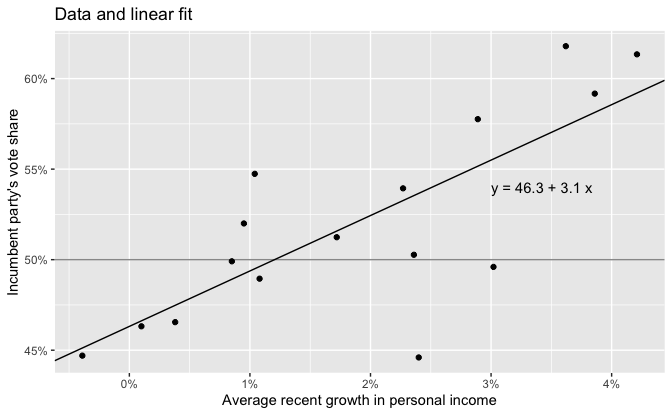 Data and linear fit
60%
55%
50%
45%
Incumbent party's vote share
y = 46.3 + 3.1 x
0% 1% 2% 3% 4%
Average recent growth in personal income